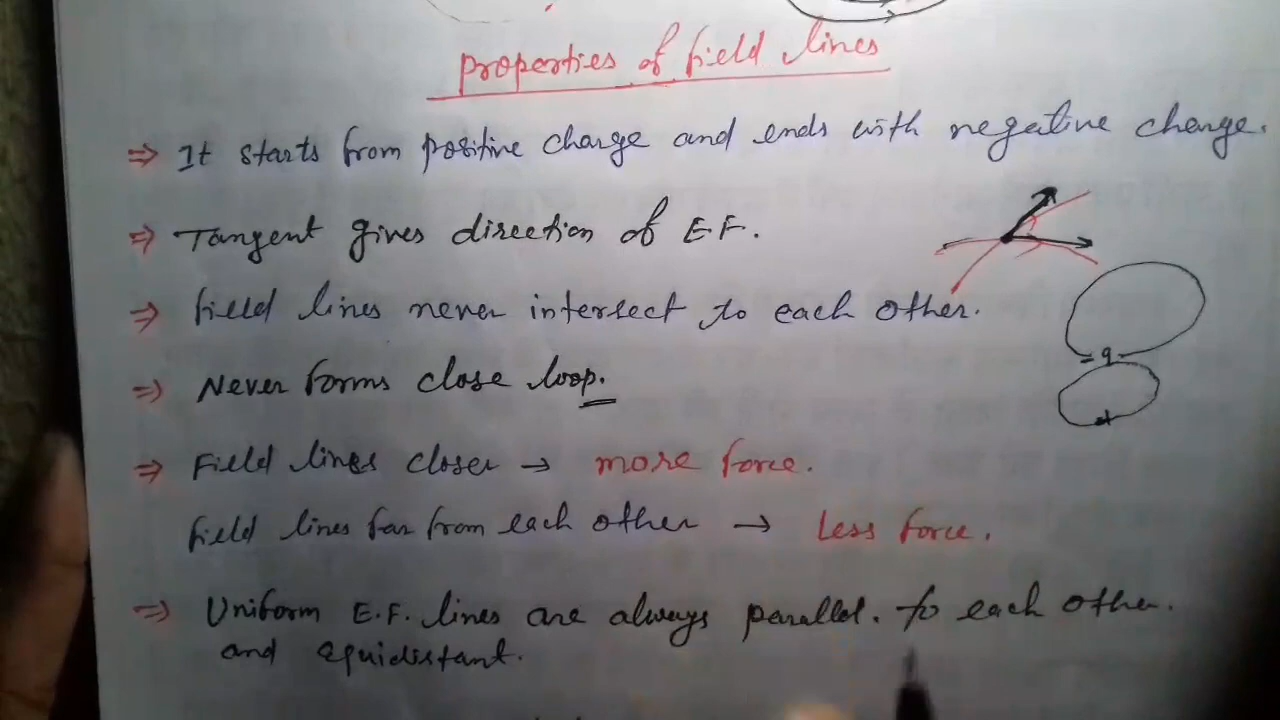 properties of field lines
⇒ It starts from positive charge and ends with negative charge.
⇒ Tangent gives direction of E.F.
⇒ field lines never intersect to each other.
-q
⇒ Never forms close loop.
+
⇒ Field lines closer → more force.
field lines far from each other → Less force.
⇒ Uniform E.F. lines are always parallel. to each other.
and equidistant.